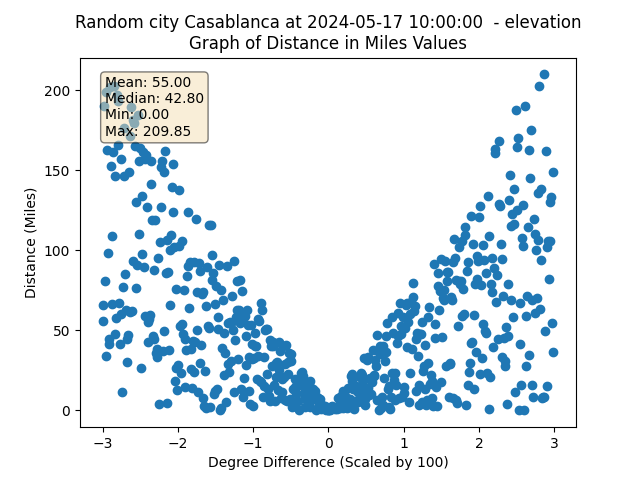 Random city Casablanca at 2024-05-17 10:00:00  - elevation
Graph of Distance in Miles Values
Mean: 55.00
Median: 42.80
Min: 0.00
Max: 209.85
Distance (Miles)
200
150
100
50
0
−3 −2 −1 0 1 2 3
Degree Difference (Scaled by 100)